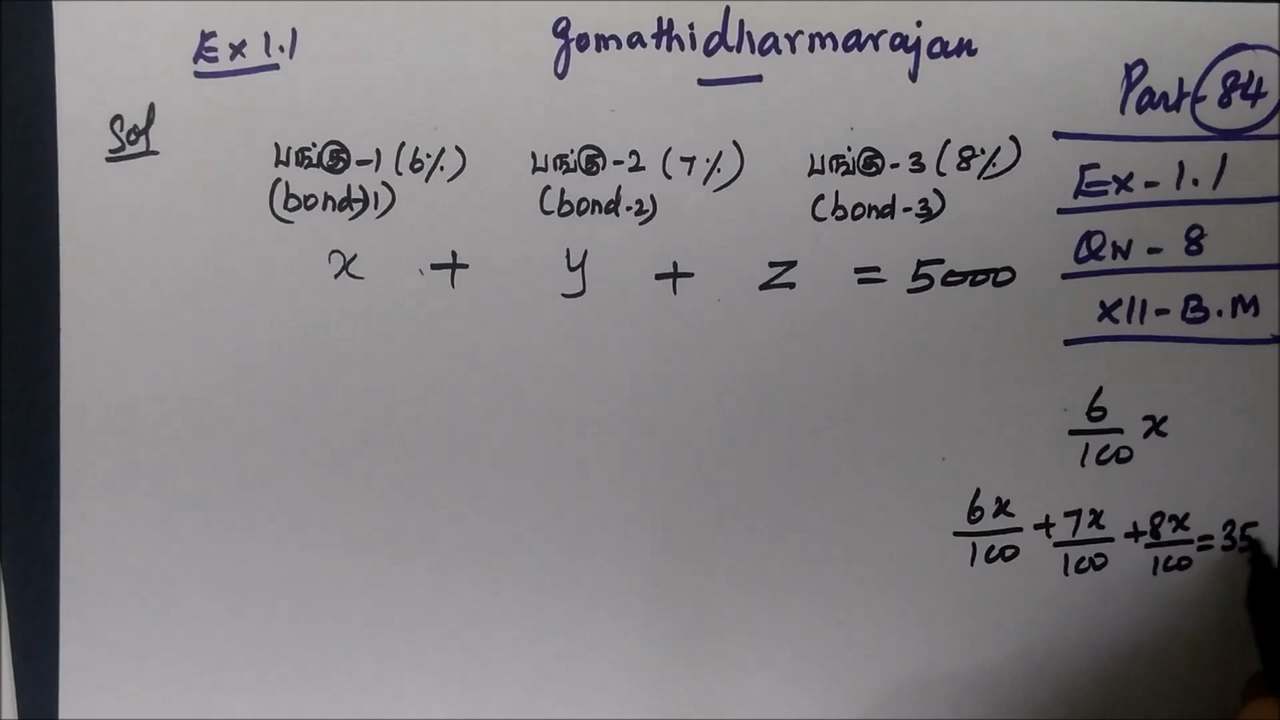 Ex 1.1
gomathidharmarajan
Part-84
Sol
பங்கு-1 (6%) பங்கு-2 (7%) பங்கு-3 (8%)
(bond-1) (bond-2) (bond-3)
x + y + z = 5000
Ex-1.1
QN-8
XII-B.M
6/100 x
6x/100 + 7x/100 + 8x/100 = 35